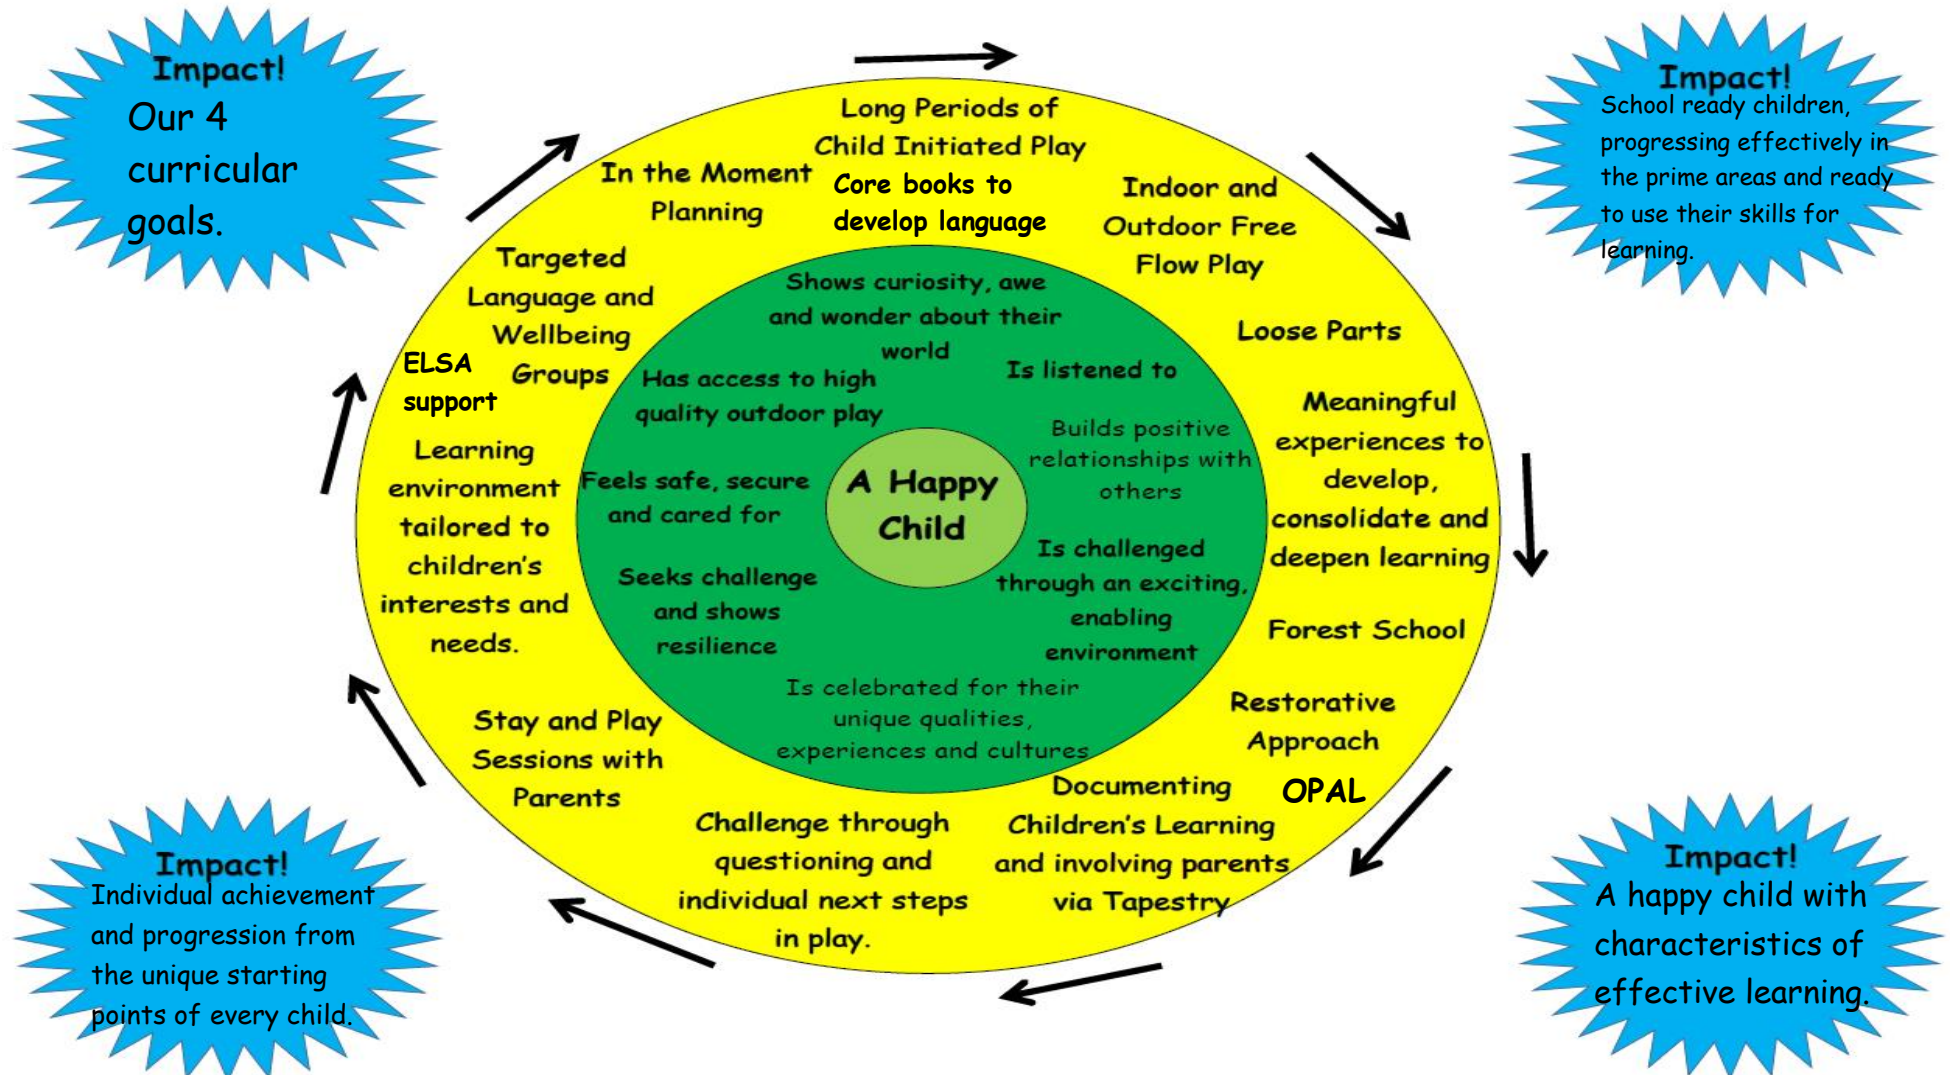 Impact!
Our 4
curricular
goals.
Impact!
School ready children,
progressing effectively in
the prime areas and ready
to use their skills for
learning.
Long Periods of
Child Initiated Play
Core books to
develop language
Indoor and
Outdoor Free
Flow Play
Loose Parts
Meaningful
experiences to
develop,
consolidate and
deepen learning
Forest School
Restorative
Approach
OPAL
Documenting
Children's Learning
and involving parents
via Tapestry
Challenge through
questioning and
individual next steps
in play.
Stay and Play
Sessions with
Parents
Learning
environment
tailored to
children's
interests and
needs.
ELSA
support
Targeted
Language and
Wellbeing
Groups
In the Moment
Planning
Shows curiosity, awe
and wonder about their
world
Is listened to
Builds positive
relationships with
others
Is challenged
through an exciting,
enabling
environment
Is celebrated for their
unique qualities,
experiences and cultures
Seeks challenge
and shows
resilience
Feels safe, secure
and cared for
Has access to high
quality outdoor play
A Happy
Child
Impact!
Individual achievement
and progression from
the unique starting
points of every child.
Impact!
A happy child with
characteristics of
effective learning.